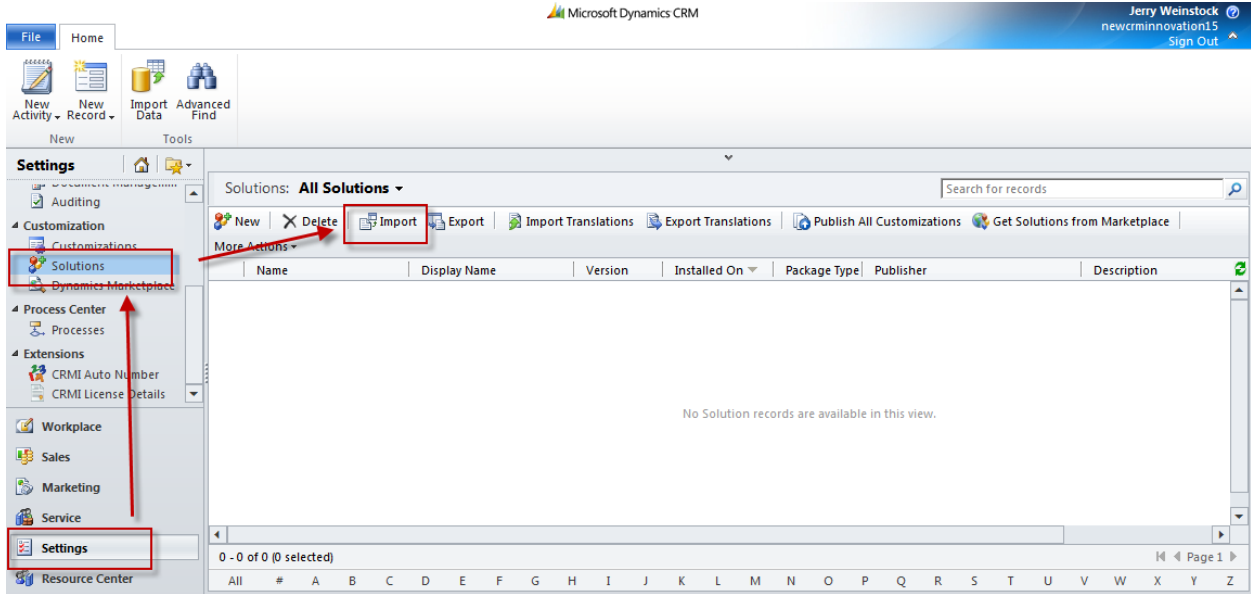 Microsoft Dynamics CRM
Jerry Weinstock
newcrminnovation15
Sign Out
File Home
New Activity New Record Import Data Advanced Find
New Tools
Settings
Document Managem...
Auditing
Customization
Customizations
Solutions
Dynamics Marketplace
Process Center
Processes
Extensions
CRMI Auto Number
CRMI License Details
Workplace
Sales
Marketing
Service
Settings
Resource Center
Solutions: All Solutions
Search for records
New Delete Import Export Import Translations Export Translations Publish All Customizations Get Solutions from Marketplace
More Actions
Name Display Name Version Installed On Package Type Publisher Description
No Solution records are available in this view.
0 - 0 of 0 (0 selected) Page 1
All # A B C D E F G H I J K L M N O P Q R S T U V W X Y Z